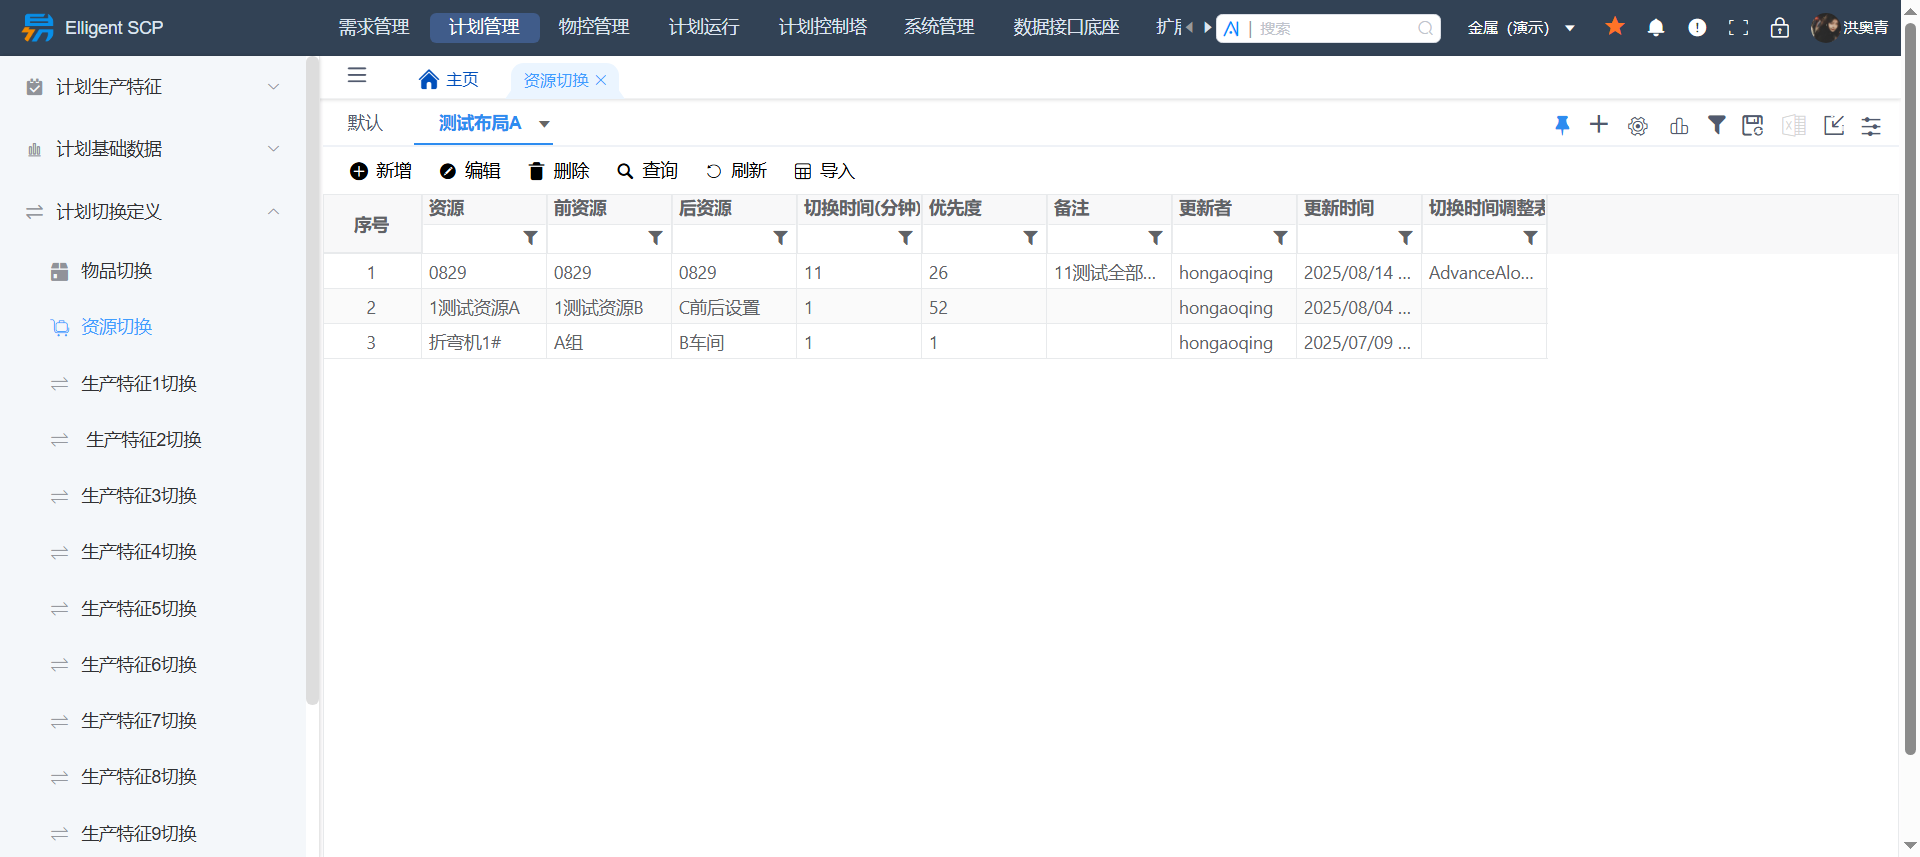 Elligent SCP
需求管理 计划管理 物控管理 计划运行 计划控制塔 系统管理 数据接口底座
搜索
金属 (演示)
洪奥青
计划生产特征
计划基础数据
计划切换定义
物品切换
资源切换
生产特征1切换
生产特征2切换
生产特征3切换
生产特征4切换
生产特征5切换
生产特征6切换
生产特征7切换
生产特征8切换
生产特征9切换
主页 资源切换
默认 测试布局A
新增 编辑 删除 查询 刷新 导入
序号 资源 前资源 后资源 切换时间(分钟) 优先度 备注 更新者 更新时间 切换时间调整表
1 0829 0829 0829 11 26 11测试全部... hongaoqing 2025/08/14 ... AdvanceAlo...
2 1测试资源A 1测试资源B C前后设置 1 52 hongaoqing 2025/08/04 ...
3 折弯机1# A组 B车间 1 1 hongaoqing 2025/07/09 ...